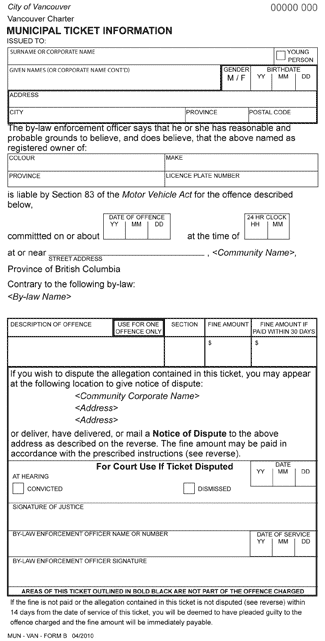 City of Vancouver 00000 000
Vancouver Charter
MUNICIPAL TICKET INFORMATION
ISSUED TO:
SURNAME OR CORPORATE NAME YOUNG PERSON
GIVEN NAMES (OR CORPORATE NAME CONT'D) GENDER BIRTHDATE
M / F YY MM DD
ADDRESS
CITY PROVINCE POSTAL CODE
The by-law enforcement officer says that he or she has reasonable and
probable grounds to believe, and does believe, that the above named as
registered owner of:
COLOUR MAKE
PROVINCE LICENCE PLATE NUMBER
is liable by Section 83 of the Motor Vehicle Act for the offence described
below,
DATE OF OFFENCE 24 HR CLOCK
YY MM DD HH MM
committted on or about at the time of
at or near , <Community Name>,
STREET ADDRESS
Province of British Columbia
Contrary to the following by-law:
<By-law Name>
DESCRIPTION OF OFFENCE USE FOR ONE OFFENCE ONLY SECTION FINE AMOUNT FINE AMOUNT IF PAID WITHIN 30 DAYS
$ $
If you wish to dispute the allegation contained in this ticket, you may appear
at the following location to give notice of dispute:
<Community Corporate Name>
<Address>
<Address>
or deliver, have delivered, or mail a Notice of Dispute to the above
address as described on the reverse. The fine amount may be paid in
accordance with the prescribed instructions (see reverse).
For Court Use If Ticket Disputed DATE
YY MM DD
AT HEARING
CONVICTED DISMISSED
SIGNATURE OF JUSTICE
BY-LAW ENFORCEMENT OFFICER NAME OR NUMBER DATE OF SERVICE
YY MM DD
BY-LAW ENFORCEMENT OFFICER SIGNATURE
AREAS OF THIS TICKET OUTLINED IN BOLD BLACK ARE NOT PART OF THE OFFENCE CHARGED
If the fine is not paid or the allegation contained in this ticket is not disputed (see reverse) within
14 days from the date of service of this ticket, you will be deemed to have pleaded guilty to the
offence charged and the fine amount will be immediately payable.
MUN - VAN - FORM B 04/2010